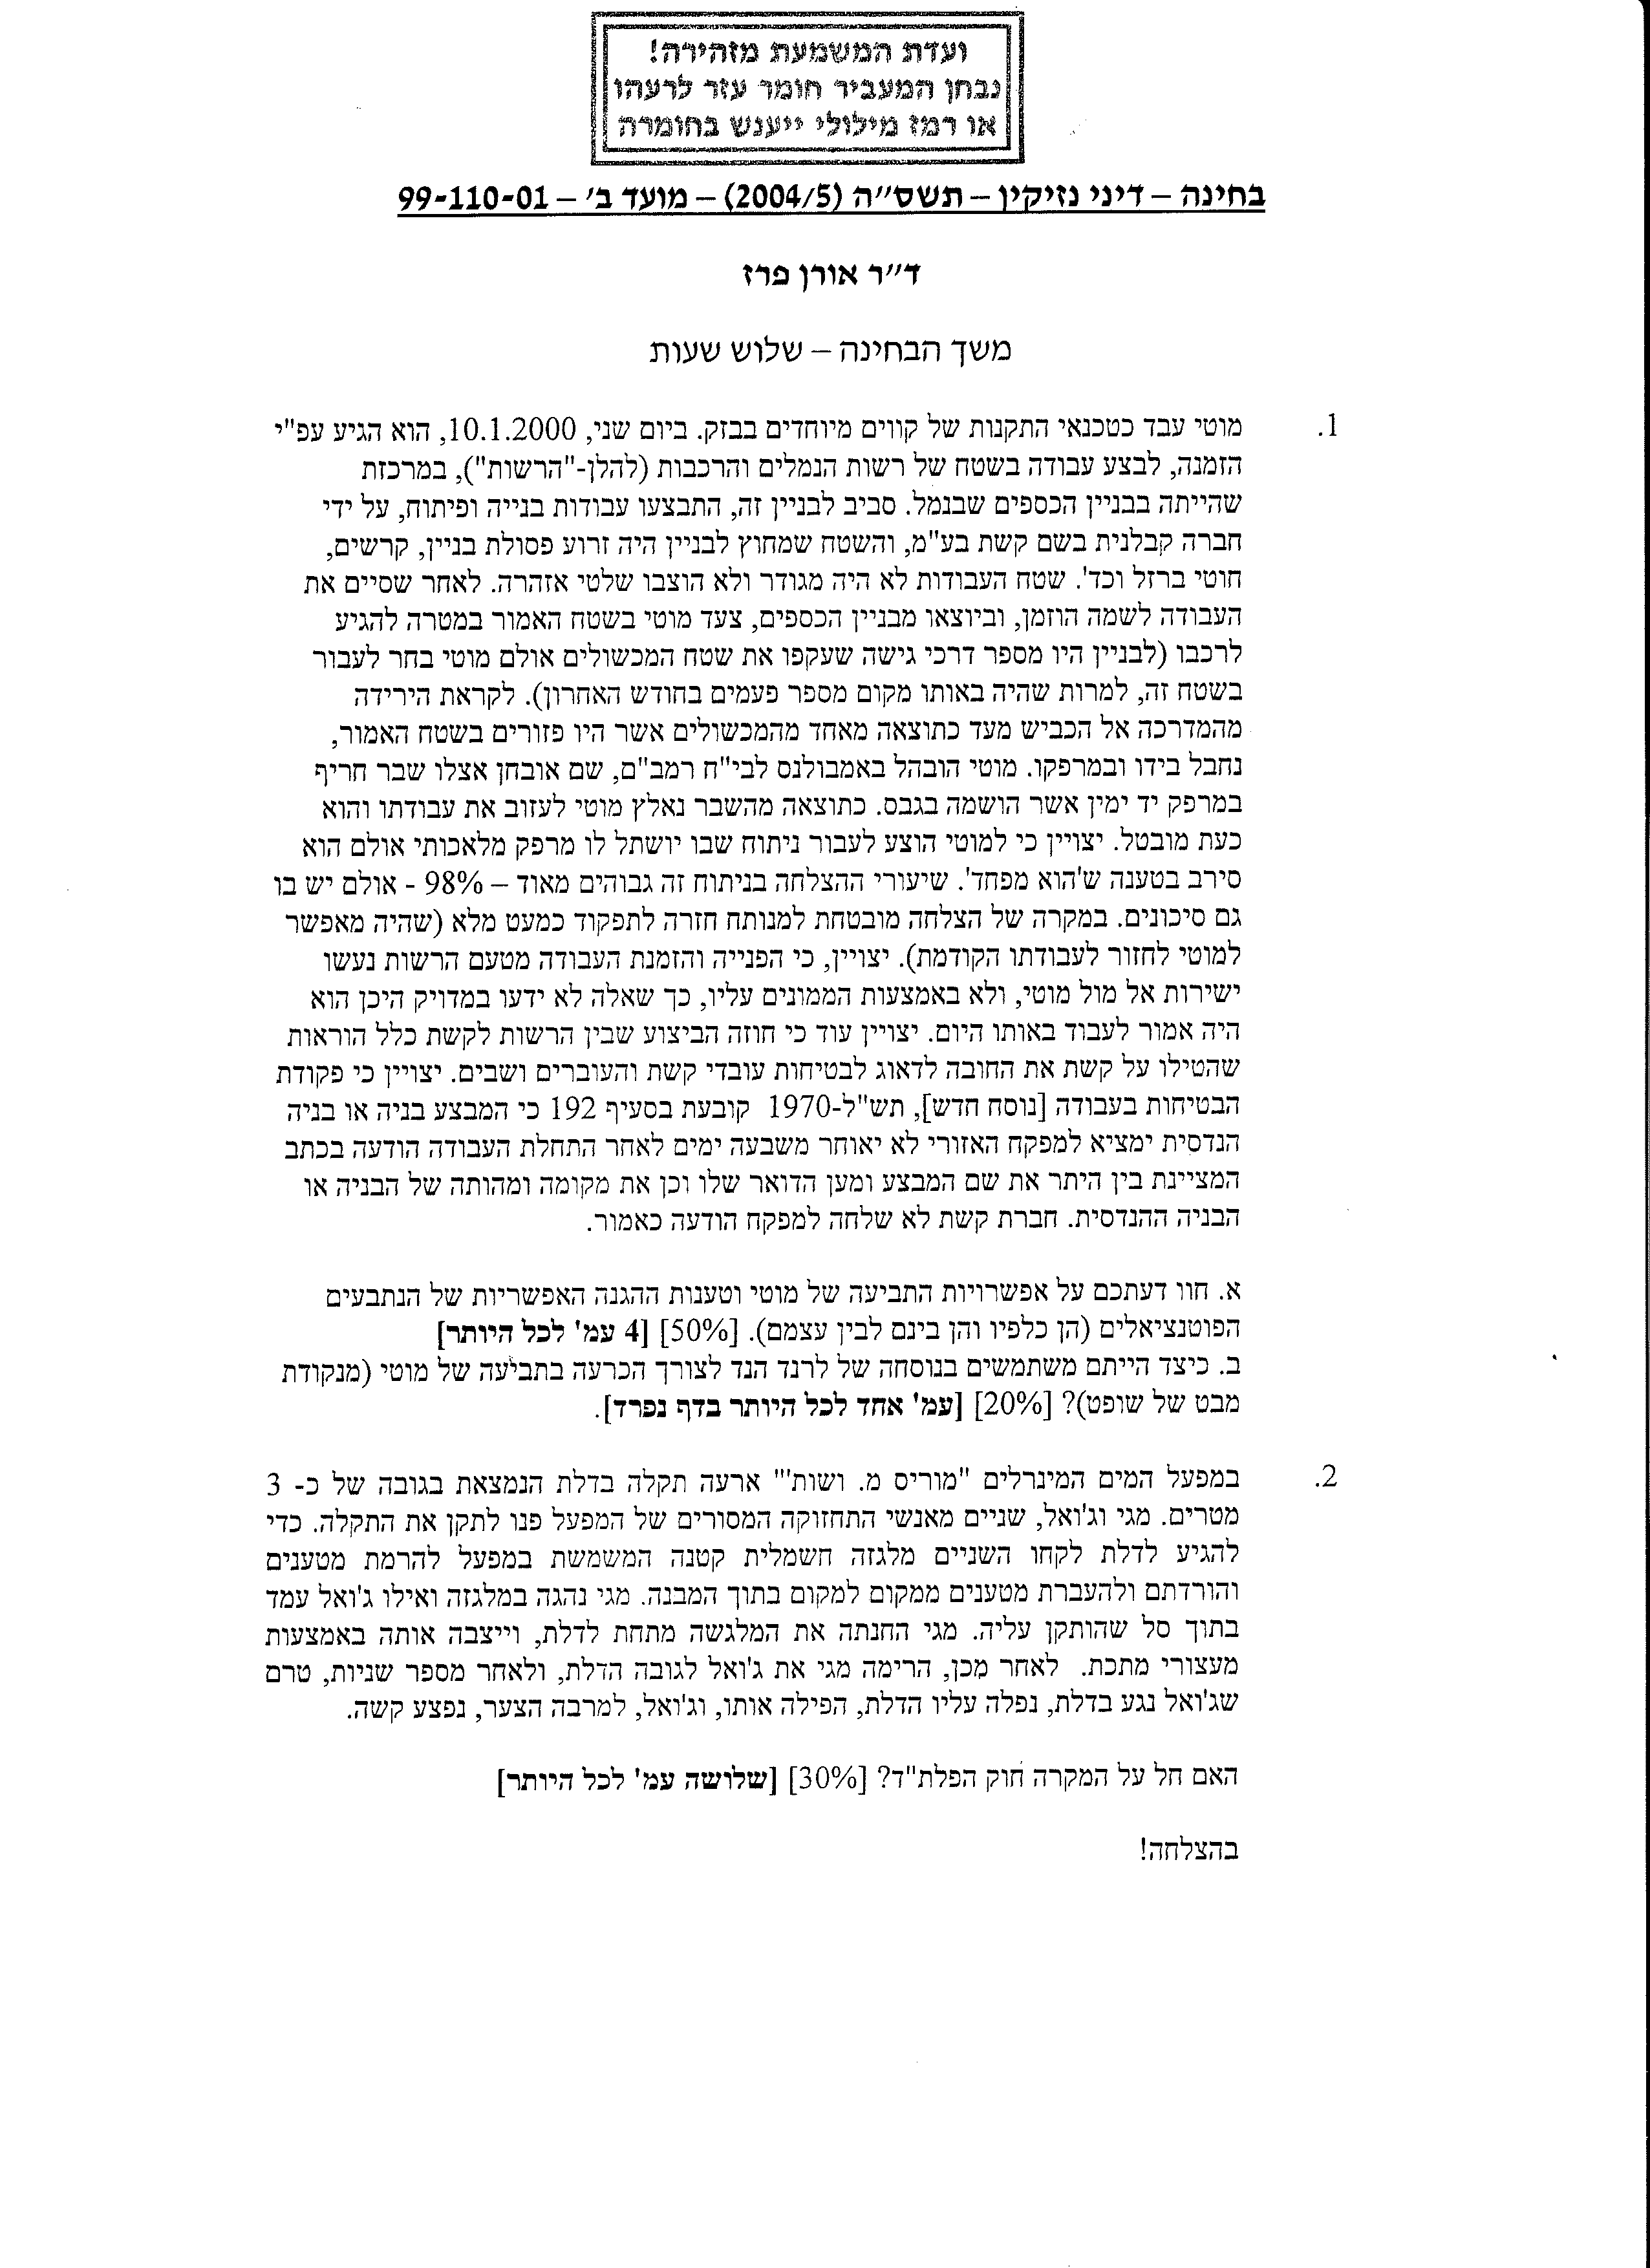 ועדת המשמעת מזהירה!
נבחן המעביר חומר עזר לרעהו
או רמז מילולי ייענש בחומרה
בחינה – דיני נזיקין – תשס״ה (2004/5) – מועד ב׳ – 99-110-01
ד״ר אורן פרז
משך הבחינה – שלוש שעות
1. מוטי עבד כטכנאי התקנות של קווים מיוחדים בבזק. ביום שני, 10.1.2000, הוא הגיע עפ"י
הזמנה, לבצע עבודה בשטח של רשות הנמלים והרכבות (להלן-"הרשות"), במרכזת
שהייתה בבניין הכספים שבנמל. סביב לבניין זה, התבצעו עבודות בנייה ופיתוח, על ידי
חברה קבלנית בשם קשת בע"מ, והשטח שמחוץ לבניין היה זרוע פסולת בניין, קרשים,
חוטי ברזל וכד'. שטח העבודות לא היה מגודר ולא הוצבו שלטי אזהרה. לאחר שסיים את
העבודה לשמה הוזמן, וביוצאו מבניין הכספים, צעד מוטי בשטח האמור במטרה להגיע
לרכבו (לבניין היו מספר דרכי גישה שעקפו את שטח המכשולים אולם מוטי בחר לעבור
בשטח זה, למרות שהיה באותו מקום מספר פעמים בחודש האחרון). לקראת הירידה
מהמדרכה אל הכביש מעד כתוצאה מאחד מהמכשולים אשר היו פזורים בשטח האמור,
נחבל בידו ובמרפקו. מוטי הובהל באמבולנס לבי"ח רמב"ם, שם אובחן אצלו שבר חריף
במרפק יד ימין אשר הושמה בגבס. כתוצאה מהשבר נאלץ מוטי לעזוב את עבודתו והוא
כעת מובטל. יצויין כי למוטי הוצע לעבור ניתוח שבו יושתל לו מרפק מלאכותי אולם הוא
סירב בטענה ש'הוא מפחד'. שיעורי ההצלחה בניתוח זה גבוהים מאוד – 98% - אולם יש בו
גם סיכונים. במקרה של הצלחה מובטחת למנותח חזרה לתפקוד כמעט מלא (שהיה מאפשר
למוטי לחזור לעבודתו הקודמת). יצויין, כי הפנייה והזמנת העבודה מטעם הרשות נעשו
ישירות אל מול מוטי, ולא באמצעות הממונים עליו, כך שאלה לא ידעו במדויק היכן הוא
היה אמור לעבוד באותו היום. יצויין עוד כי חוזה הביצוע שבין הרשות לקשת כלל הוראות
שהטילו על קשת את החובה לדאוג לבטיחות עובדי קשת והעוברים ושבים. יצויין כי פקודת
הבטיחות בעבודה [נוסח חדש], תש"ל-1970 קובעת בסעיף 192 כי המבצע בניה או בניה
הנדסית ימציא למפקח האזורי לא יאוחר משבעה ימים לאחר התחלת העבודה הודעה בכתב
המציינת בין היתר את שם המבצע ומען הדואר שלו וכן את מקומה ומהותה של הבניה או
הבניה ההנדסית. חברת קשת לא שלחה למפקח הודעה כאמור.
א. חוו דעתכם על אפשרויות התביעה של מוטי וטענות ההגנה האפשריות של הנתבעים
הפוטנציאלים (הן כלפיו והן בינם לבין עצמם). [50%] [4 עמ' לכל היותר]
ב. כיצד הייתם משתמשים בנוסחה של לרנד הנד לצורך הכרעה בתביעה של מוטי (מנקודת
מבט של שופט)? [20%] [עמ' אחד לכל היותר בדף נפרד].
2. במפעל המים המינרלים "מוריס מ. ושות'" ארעה תקלה בדלת הנמצאת בגובה של כ- 3
מטרים. מגי וג'ואל, שניים מאנשי התחזוקה המסורים של המפעל פנו לתקן את התקלה. כדי
להגיע לדלת לקחו השניים מלגזה חשמלית קטנה המשמשת במפעל להרמת מטענים
והורדתם ולהעברת מטענים ממקום למקום בתוך המבנה. מגי נהגה במלגזה ואילו ג'ואל עמד
בתוך סל שהותקן עליה. מגי החנתה את המלגשה מתחת לדלת, וייצבה אותה באמצעות
מעצורי מתכת. לאחר מכן, הרימה מגי את ג'ואל לגובה הדלת, ולאחר מספר שניות, טרם
שג'ואל נגע בדלת, נפלה עליו הדלת, הפילה אותו, וג'ואל, למרבה הצער, נפצע קשה.
האם חל על המקרה חוק הפלת"ד? [30%] [שלושה עמ' לכל היותר]
בהצלחה!